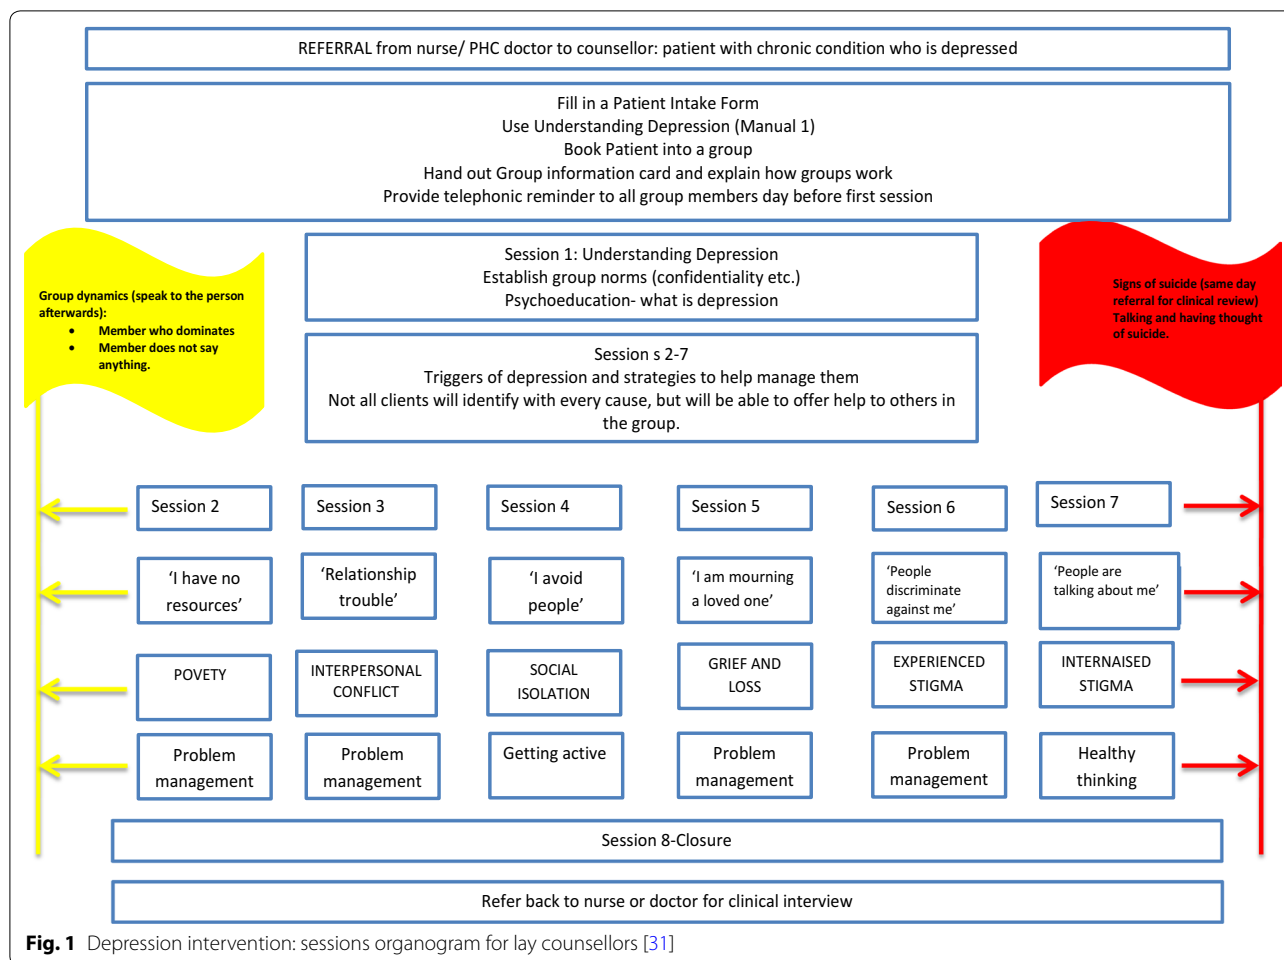 REFERRAL from nurse/ PHC doctor to counsellor: patient with chronic condition who is depressed
Fill in a Patient Intake Form
Use Understanding Depression (Manual 1)
Book Patient into a group
Hand out Group information card and explain how groups work
Provide telephonic reminder to all group members day before first session
Group dynamics (speak to the person
afterwards):
• Member who dominates
• Member does not say
anything.
Session 1: Understanding Depression
Establish group norms (confidentiality etc.)
Psychoeducation- what is depression
Signs of suicide (same day
referral for clinical review)
Talking and having thought
of suicide.
Session s 2-7
Triggers of depression and strategies to help manage them
Not all clients will identify with every cause, but will be able to offer help to others in
the group.
Session 2
Session 3
Session 4
Session 5
Session 6
Session 7
‘I have no
resources’
‘Relationship
trouble’
‘I avoid
people’
‘I am mourning
a loved one’
‘People
discriminate
against me’
‘People are
talking about me’
POVETY
INTERPERSONAL
CONFLICT
SOCIAL
ISOLATION
GRIEF AND
LOSS
EXPERIENCED
STIGMA
INTERNAISED
STIGMA
Problem
management
Problem
management
Getting active
Problem
management
Problem
management
Healthy
thinking
Session 8-Closure
Refer back to nurse or doctor for clinical interview
Fig. 1 Depression intervention: sessions organogram for lay counsellors [31]